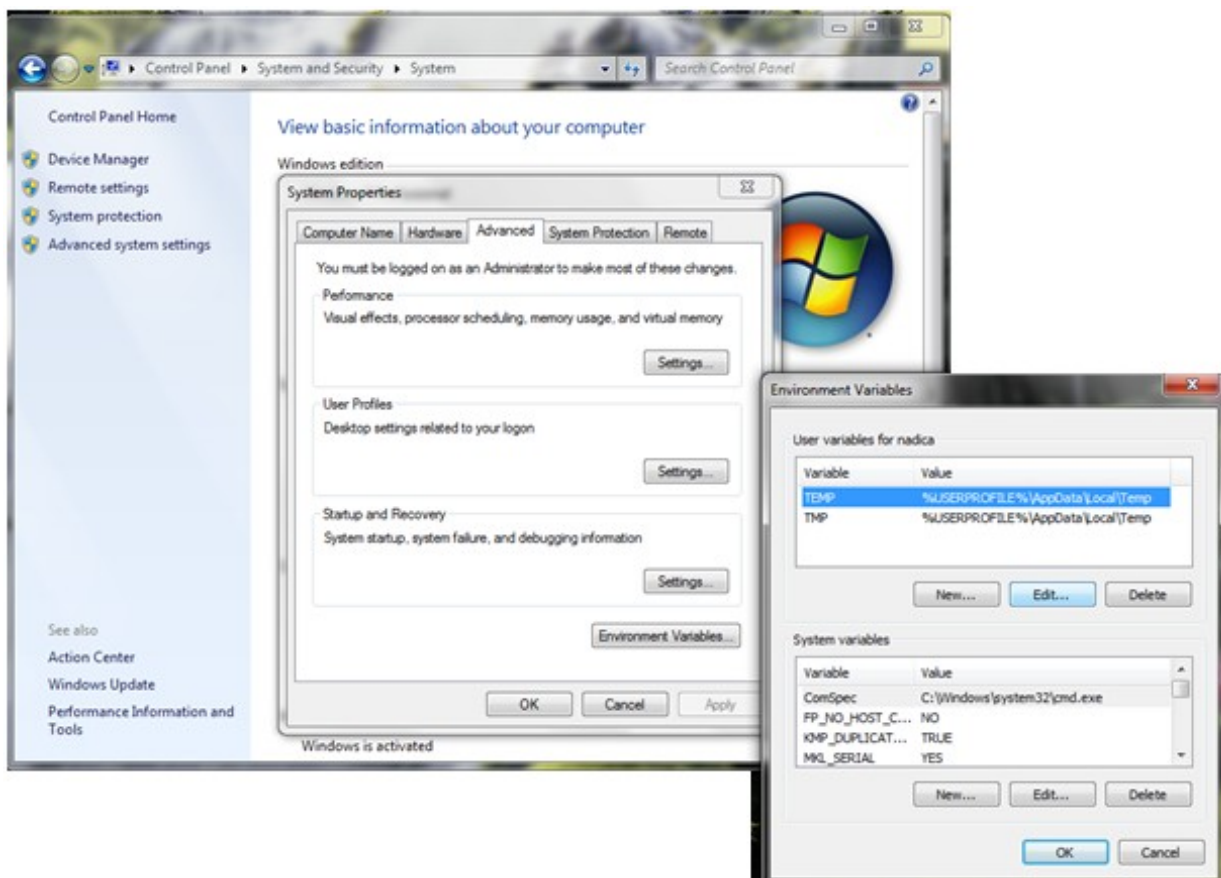 Control Panel System and Security System
Search Control Panel
Control Panel Home
Device Manager
Remote settings
System protection
Advanced system settings
See also
Action Center
Windows Update
Performance Information and
Tools
View basic information about your computer
Windows edition
System Properties
Computer Name Hardware Advanced System Protection Remote
You must be logged on as an Administrator to make most of these changes.
Performance
Visual effects, processor scheduling, memory usage, and virtual memory
Settings...
User Profiles
Desktop settings related to your logon
Settings...
Startup and Recovery
System startup, system failure, and debugging information
Settings...
Environment Variables...
OK Cancel Apply
Windows is activated
Environment Variables
User variables for nadica
Variable Value
TEMP %USERPROFILE%\AppData\Local\Temp
TMP %USERPROFILE%\AppData\Local\Temp
New... Edit... Delete
System variables
Variable Value
ComSpec C:\Windows\system32\cmd.exe
FP_NO_HOST_C... NO
KMP_DUPLICAT... TRUE
MKL_SERIAL YES
New... Edit... Delete
OK Cancel